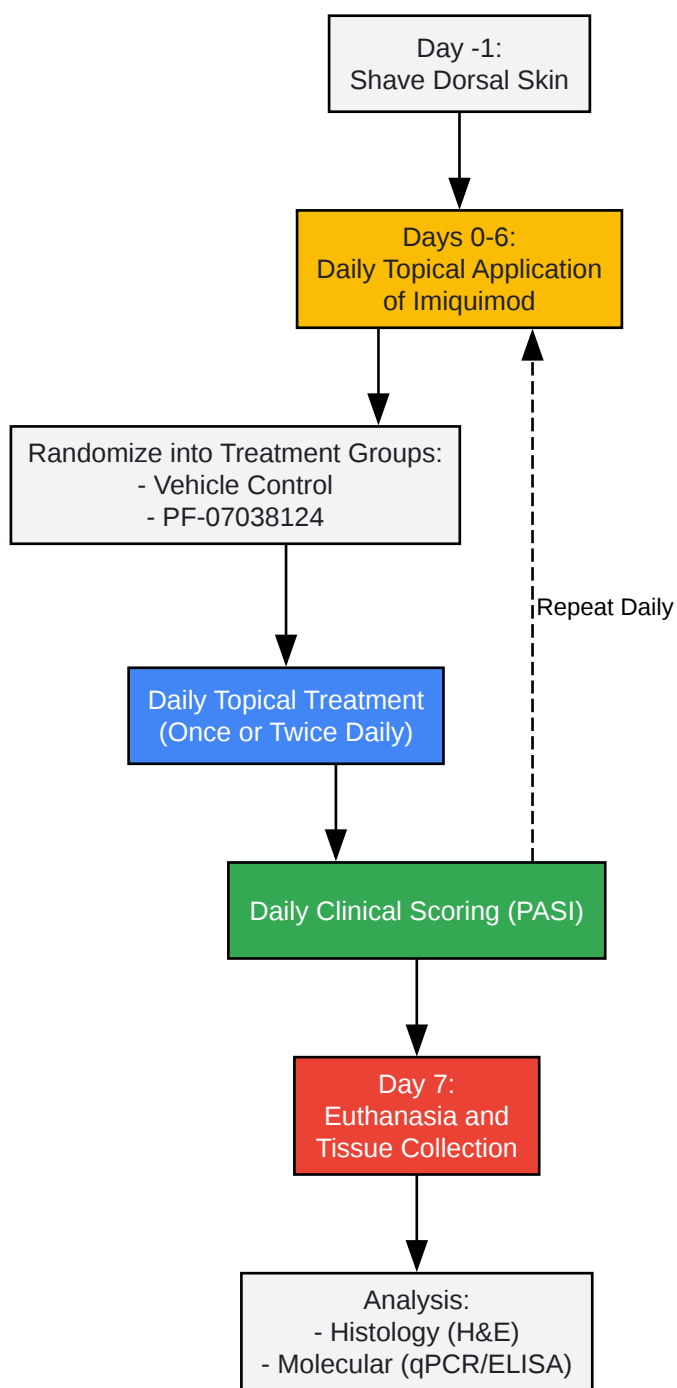 Day -1:
Shave Dorsal Skin
Days 0-6:
Daily Topical Application
of Imiquimod
Randomize into Treatment Groups:
- Vehicle Control
- PF-07038124
Repeat Daily
Daily Topical Treatment
(Once or Twice Daily)
Daily Clinical Scoring (PASI)
Day 7:
Euthanasia and
Tissue Collection
Analysis:
- Histology (H&E)
- Molecular (qPCR/ELISA)